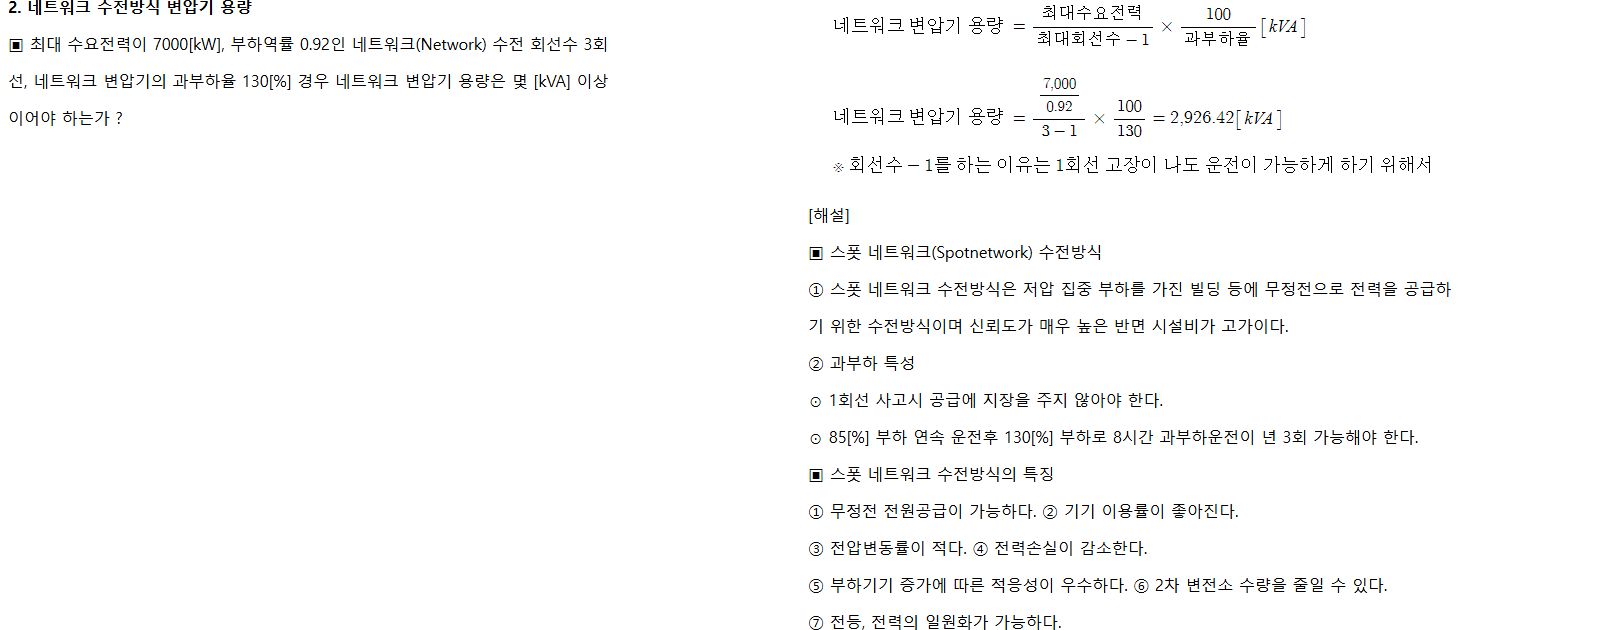 2. 네트워크 수전방식 변압기 용량
▣ 최대 수요전력이 7000[kW], 부하역률 0.92인 네트워크(Network) 수전 회선수 3회
선, 네트워크 변압기의 과부하율 130[%] 경우 네트워크 변압기 용량은 몇 [kVA] 이상
이어야 하는가 ?
네트워크 변압기 용량 = 최대수요전력/최대회선수 − 1 × 100/과부하율 [kVA]
네트워크 변압기 용량 = 7,000/0.92/3 − 1 × 100/130 = 2,926.42[kVA]
※ 회선수 − 1를 하는 이유는 1회선 고장이 나도 운전이 가능하게 하기 위해서
[해설]
▣ 스폿 네트워크(Spotnetwork) 수전방식
① 스폿 네트워크 수전방식은 저압 집중 부하를 가진 빌딩 등에 무정전으로 전력을 공급하
기 위한 수전방식이며 신뢰도가 매우 높은 반면 시설비가 고가이다.
② 과부하 특성
⊙ 1회선 사고시 공급에 지장을 주지 않아야 한다.
⊙ 85[%] 부하 연속 운전후 130[%] 부하로 8시간 과부하운전이 년 3회 가능해야 한다.
▣ 스폿 네트워크 수전방식의 특징
① 무정전 전원공급이 가능하다. ② 기기 이용률이 좋아진다.
③ 전압변동률이 적다. ④ 전력손실이 감소한다.
⑤ 부하기기 증가에 따른 적응성이 우수하다. ⑥ 2차 변전소 수량을 줄일 수 있다.
⑦ 전등, 전력의 일원화가 가능하다.